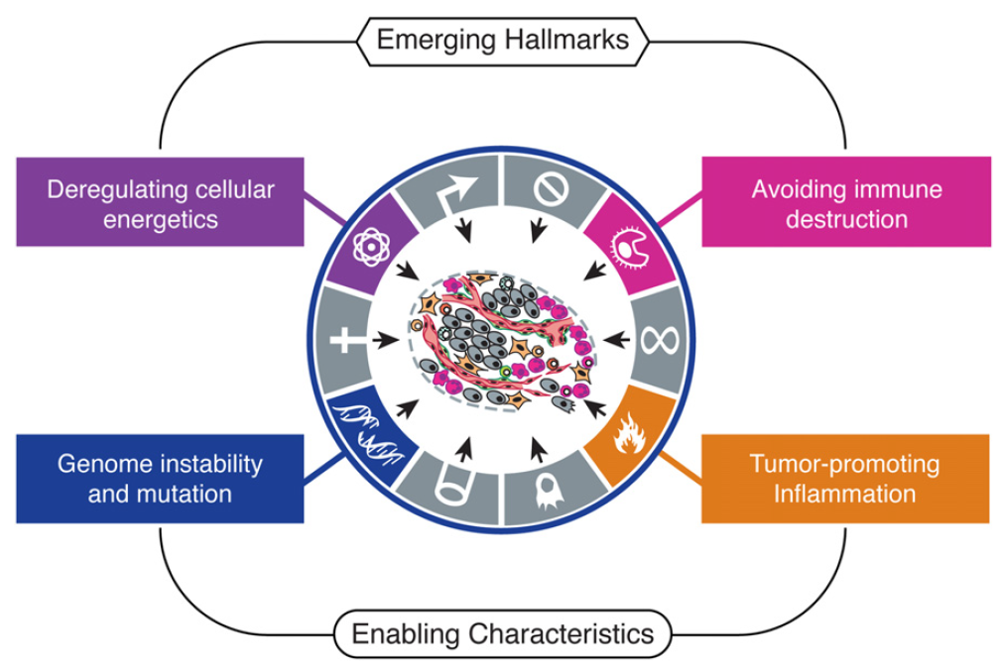 Emerging Hallmarks
Deregulating cellular
energetics
Avoiding immune
destruction
Genome instability
and mutation
Tumor-promoting
Inflammation
Enabling Characteristics